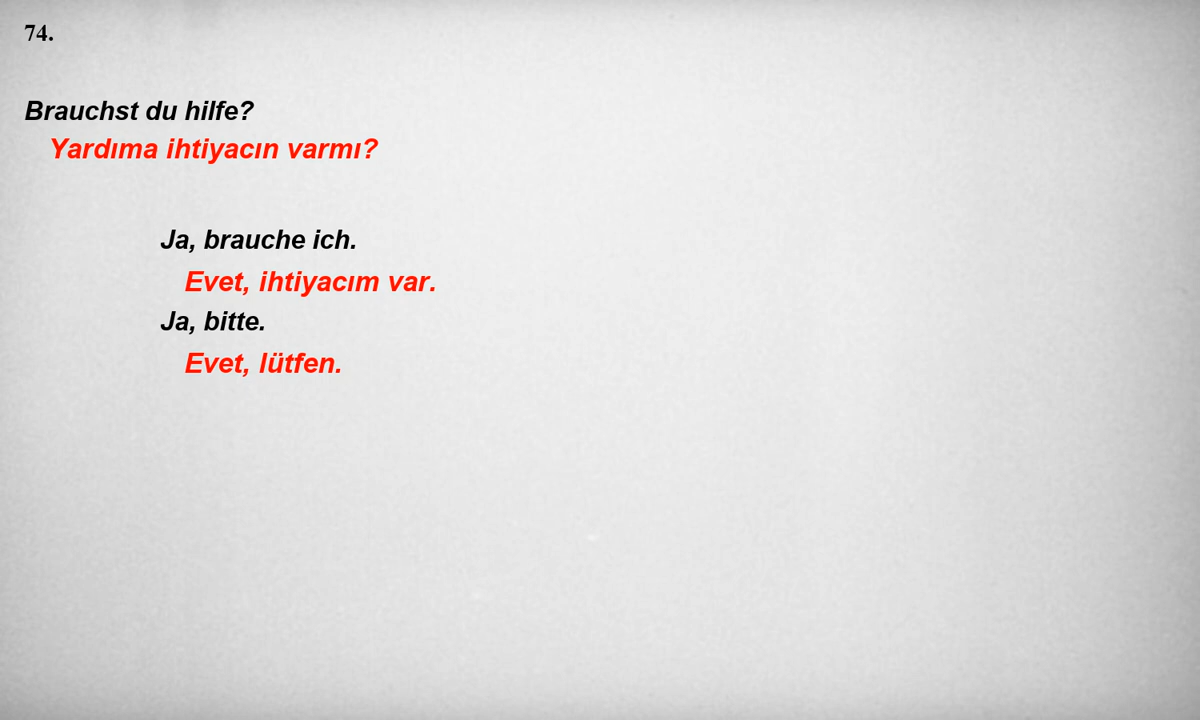 74.
Brauchst du hilfe?
Yardıma ihtiyacın varmı?
Ja, brauche ich.
Evet, ihtiyacım var.
Ja, bitte.
Evet, lütfen.